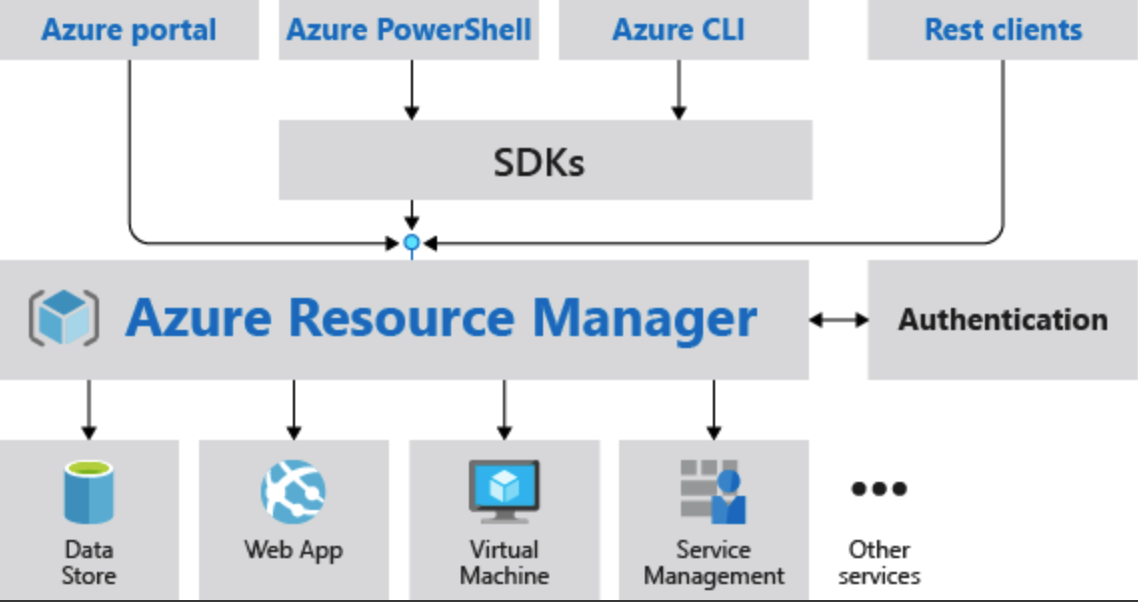 Azure portal
Azure PowerShell
Azure CLI
Rest clients
SDKs
Azure Resource Manager
Authentication
Data
Store
Web App
Virtual
Machine
Service
Management
Other
services